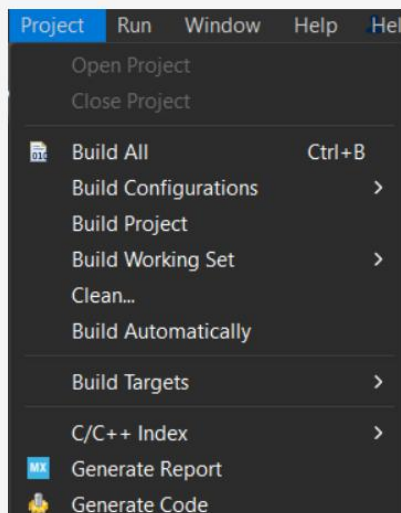 Project Run Window Help Hel
Open Project
Close Project
Build All Ctrl+B
Build Configurations >
Build Project
Build Working Set >
Clean...
Build Automatically
Build Targets >
C/C++ Index >
MX Generate Report
Generate Code